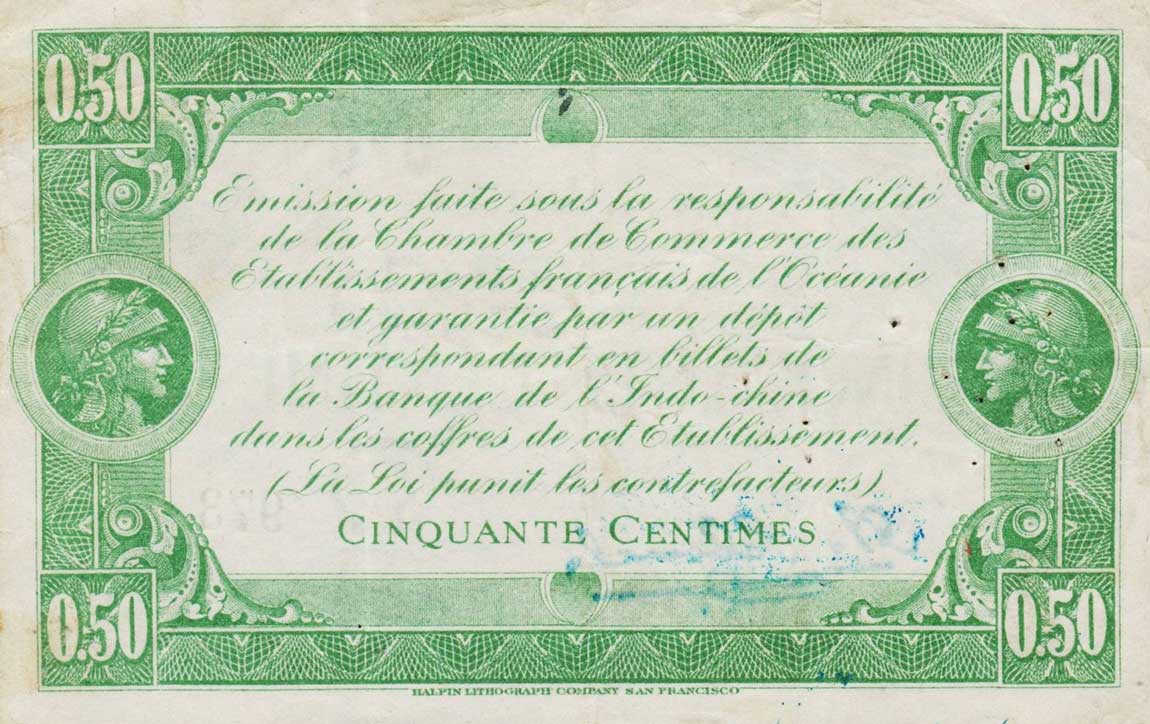 0.50 0.50
Emission faite sous la responsabilité
de la Chambre de Commerce des
Etablissements français de l'Océanie
et garantie par un dépôt
correspondant en billets de
la Banque de l'Indo-chine
dans les coffres de cet Etablissement.
(La Loi punit les contrefacteurs)
CINQUANTE CENTIMES
0.50 0.50
HALPIN LITHOGRAPH COMPANY SAN FRANCISCO